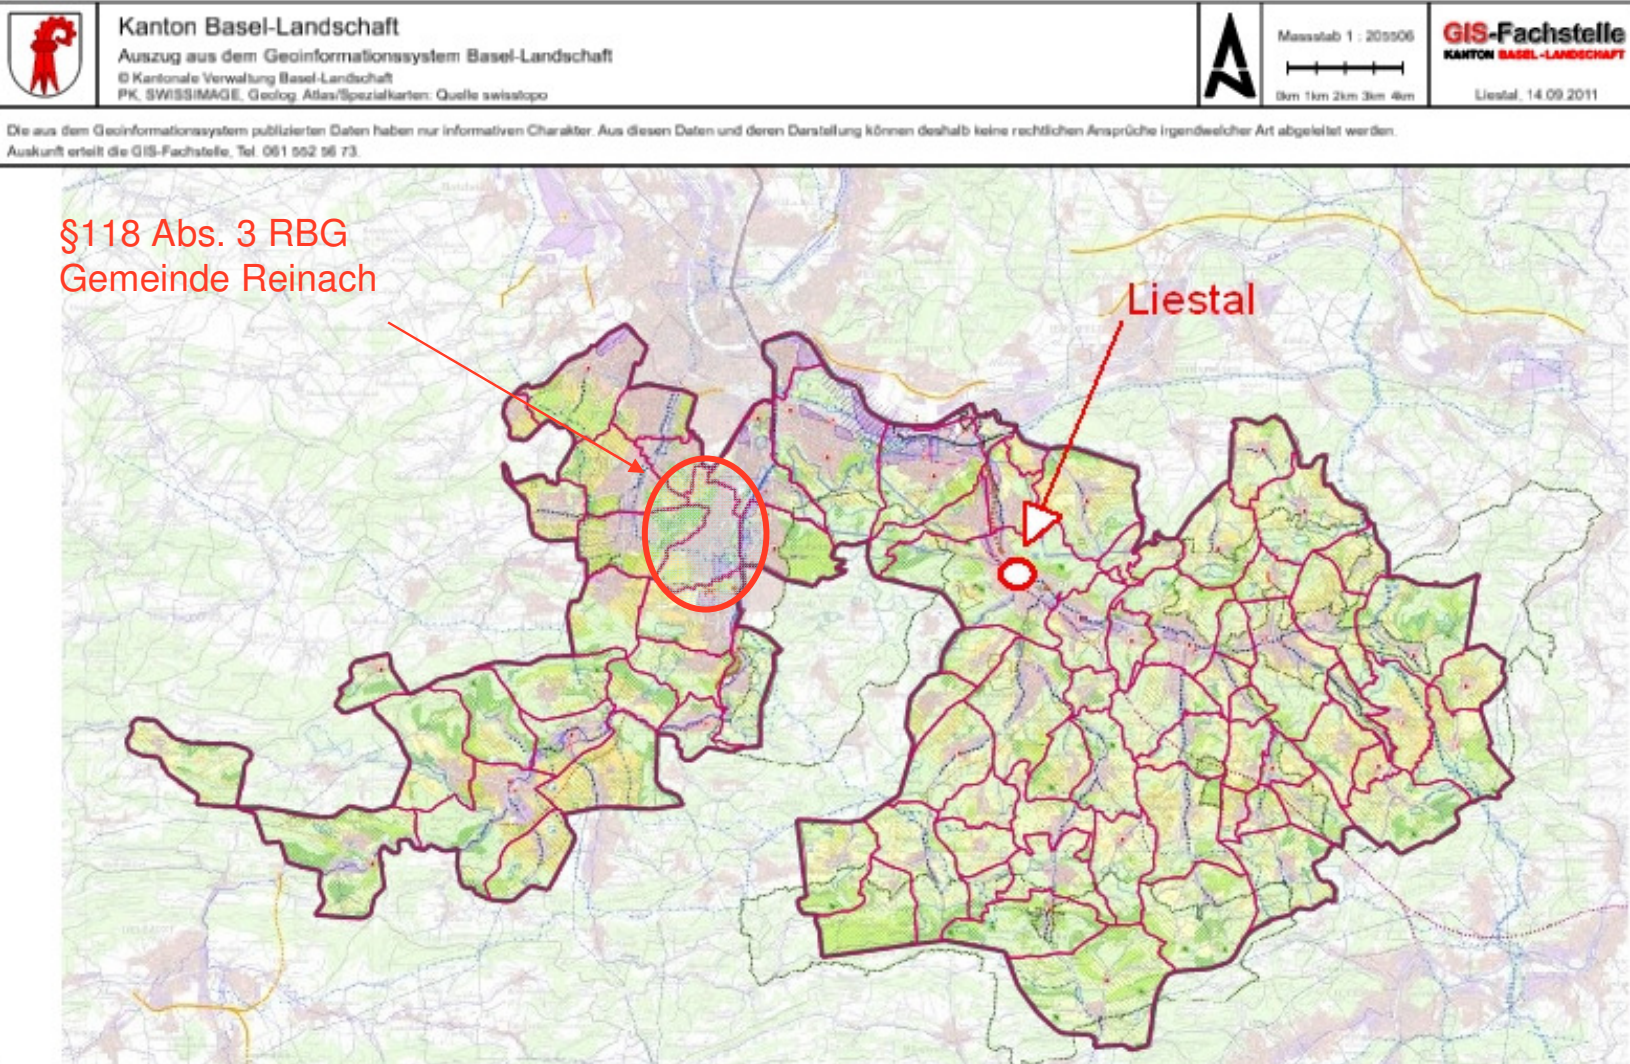 Kanton Basel-Landschaft
Auszug aus dem Geoinformationssystem Basel-Landschaft
© Kantonale Verwaltung Basel-Landschaft
PK, SWISSIMAGE, Geolog. Atlas/Spezialkarten: Quelle swisstopo
Massstab 1 : 205506
0km 1km 2km 3km 4km
GIS-Fachstelle
KANTON BASEL-LANDSCHAFT
Liestal, 14.09.2011
Die aus dem Geoinformationssystem publizierten Daten haben nur informativen Charakter. Aus diesen Daten und deren Darstellung können deshalb keine rechtlichen Ansprüche irgendwelcher Art abgeleitet werden.
Auskunft erteilt die GIS-Fachstelle, Tel. 061 552 56 73.
§118 Abs. 3 RBG
Gemeinde Reinach
Liestal